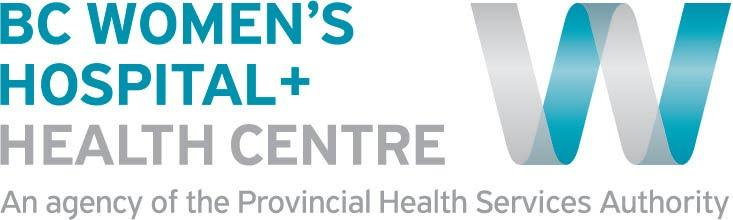 BC WOMEN'S
HOSPITAL+
HEALTH CENTRE
An agency of the Provincial Health Services Authority